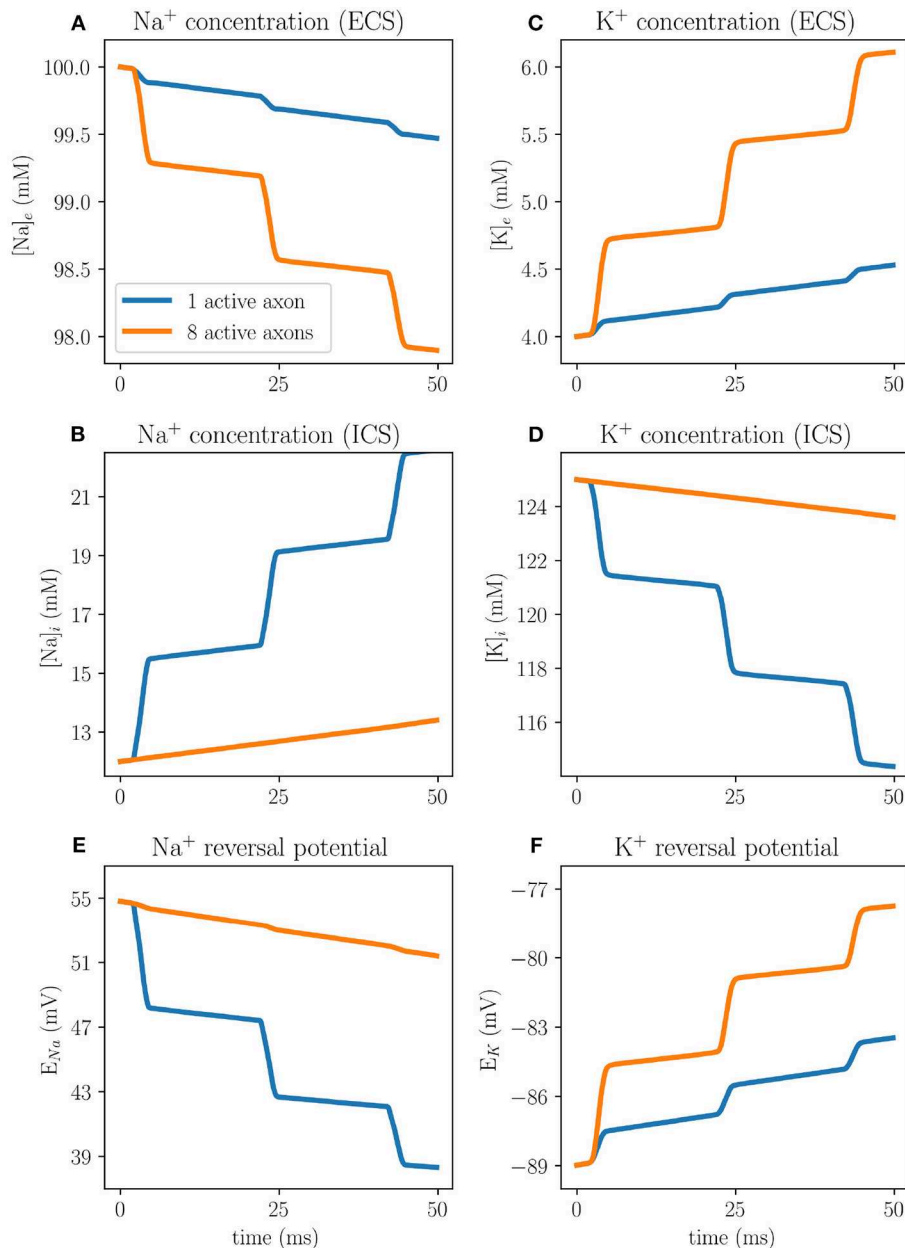 A Na⁺ concentration (ECS)
100.0
99.5
99.0
98.5
98.0
[Na]ₑ (mM)
1 active axon
8 active axons
0 25 50
C K⁺ concentration (ECS)
6.0
5.5
5.0
4.5
4.0
[K]ₑ (mM)
0 25 50
B Na⁺ concentration (ICS)
21
19
16
15
13
[Na]ᵢ (mM)
0 25 50
D K⁺ concentration (ICS)
124
121
120
118
116
[K]ᵢ (mM)
0 25 50
E Na⁺ reversal potential
55
51
47
43
39
E_Na (mV)
0 25 50
time (ms)
F K⁺ reversal potential
−77
−80
−83
−86
−89
E_K (mV)
0 25 50
time (ms)